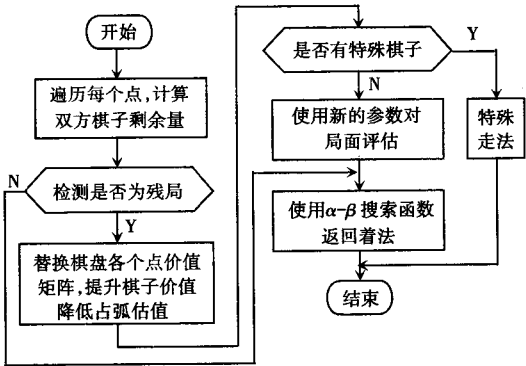 开始
遍历每个点,计算
双方棋子剩余量
N
检测是否为残局
Y
替换棋盘各个点价值
矩阵,提升棋子价值
降低占弧估值
是否有特殊棋子
Y
N
使用新的参数对
局面评估
特殊
走法
使用α-β搜索函数
返回着法
结束